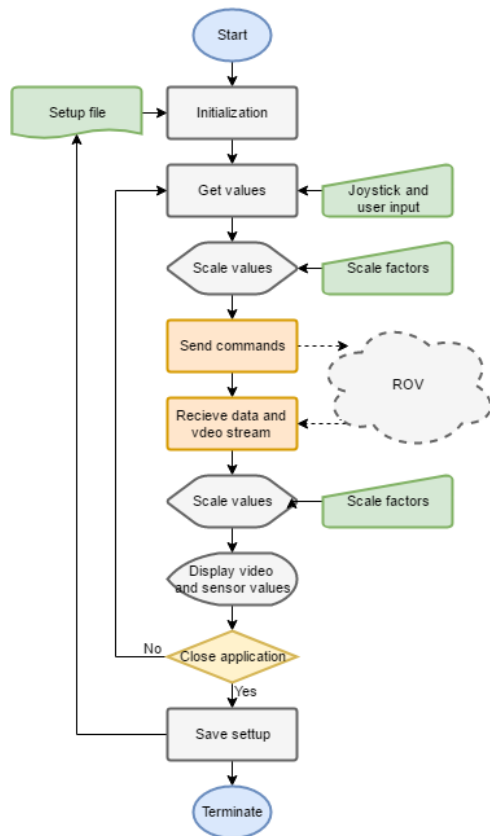 Start
Setup file
Initialization
Get values
Joystick and
user input
Scale values
Scale factors
Send commands
ROV
Recieve data and
vdeo stream
Scale values
Scale factors
Display video
and sensor values
Close application
No
Yes
Save settup
Terminate